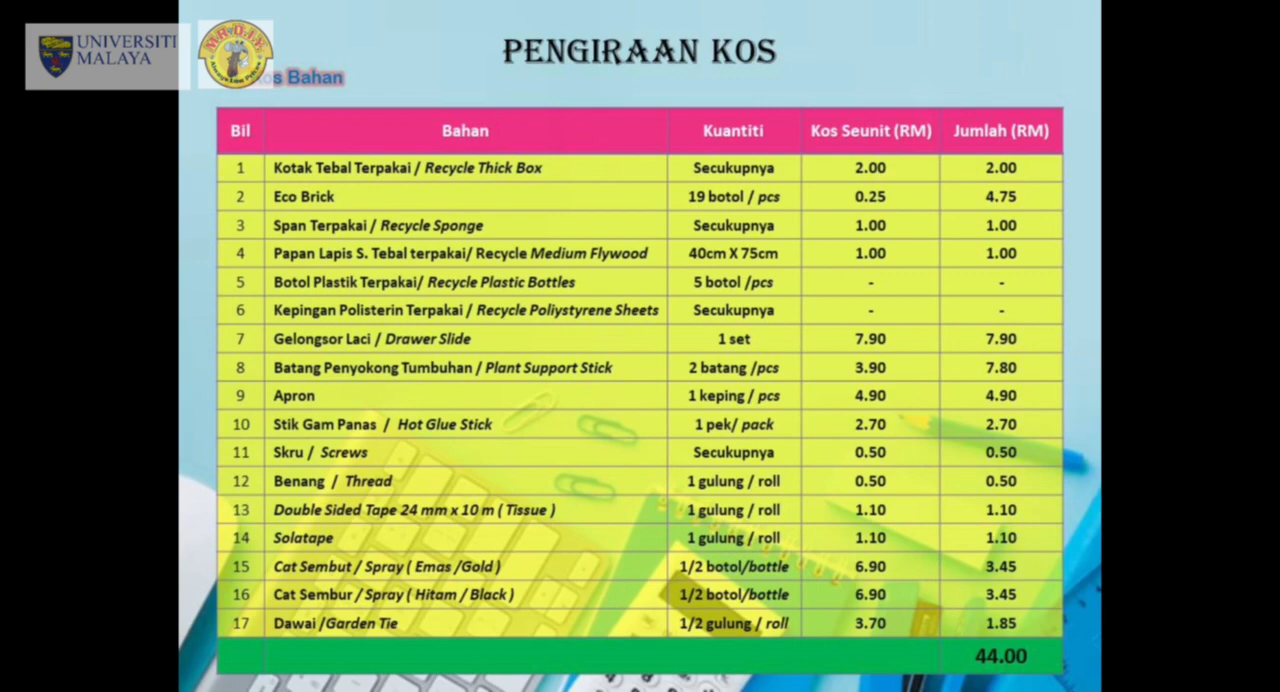 UNIVERSITI
MALAYA
MR. D.I.Y.
Always Low Prices
PENGIRAAN KOS
Kos Bahan
Bil Bahan Kuantiti Kos Seunit (RM) Jumlah (RM)
1 Kotak Tebal Terpakai / Recycle Thick Box Secukupnya 2.00 2.00
2 Eco Brick 19 botol / pcs 0.25 4.75
3 Span Terpakai / Recycle Sponge Secukupnya 1.00 1.00
4 Papan Lapis S. Tebal terpakai/ Recycle Medium Flywood 40cm X 75cm 1.00 1.00
5 Botol Plastik Terpakai/ Recycle Plastic Bottles 5 botol /pcs - -
6 Kepingan Polisterin Terpakai / Recycle Poliystyrene Sheets Secukupnya - -
7 Gelongsor Laci / Drawer Slide 1 set 7.90 7.90
8 Batang Penyokong Tumbuhan / Plant Support Stick 2 batang /pcs 3.90 7.80
9 Apron 1 keping / pcs 4.90 4.90
10 Stik Gam Panas / Hot Glue Stick 1 pek/ pack 2.70 2.70
11 Skru / Screws Secukupnya 0.50 0.50
12 Benang / Thread 1 gulung / roll 0.50 0.50
13 Double Sided Tape 24 mm x 10 m ( Tissue ) 1 gulung / roll 1.10 1.10
14 Solatape 1 gulung / roll 1.10 1.10
15 Cat Sembut / Spray ( Emas /Gold ) 1/2 botol/bottle 6.90 3.45
16 Cat Sembur / Spray ( Hitam / Black ) 1/2 botol/bottle 6.90 3.45
17 Dawai /Garden Tie 1/2 gulung / roll 3.70 1.85
44.00